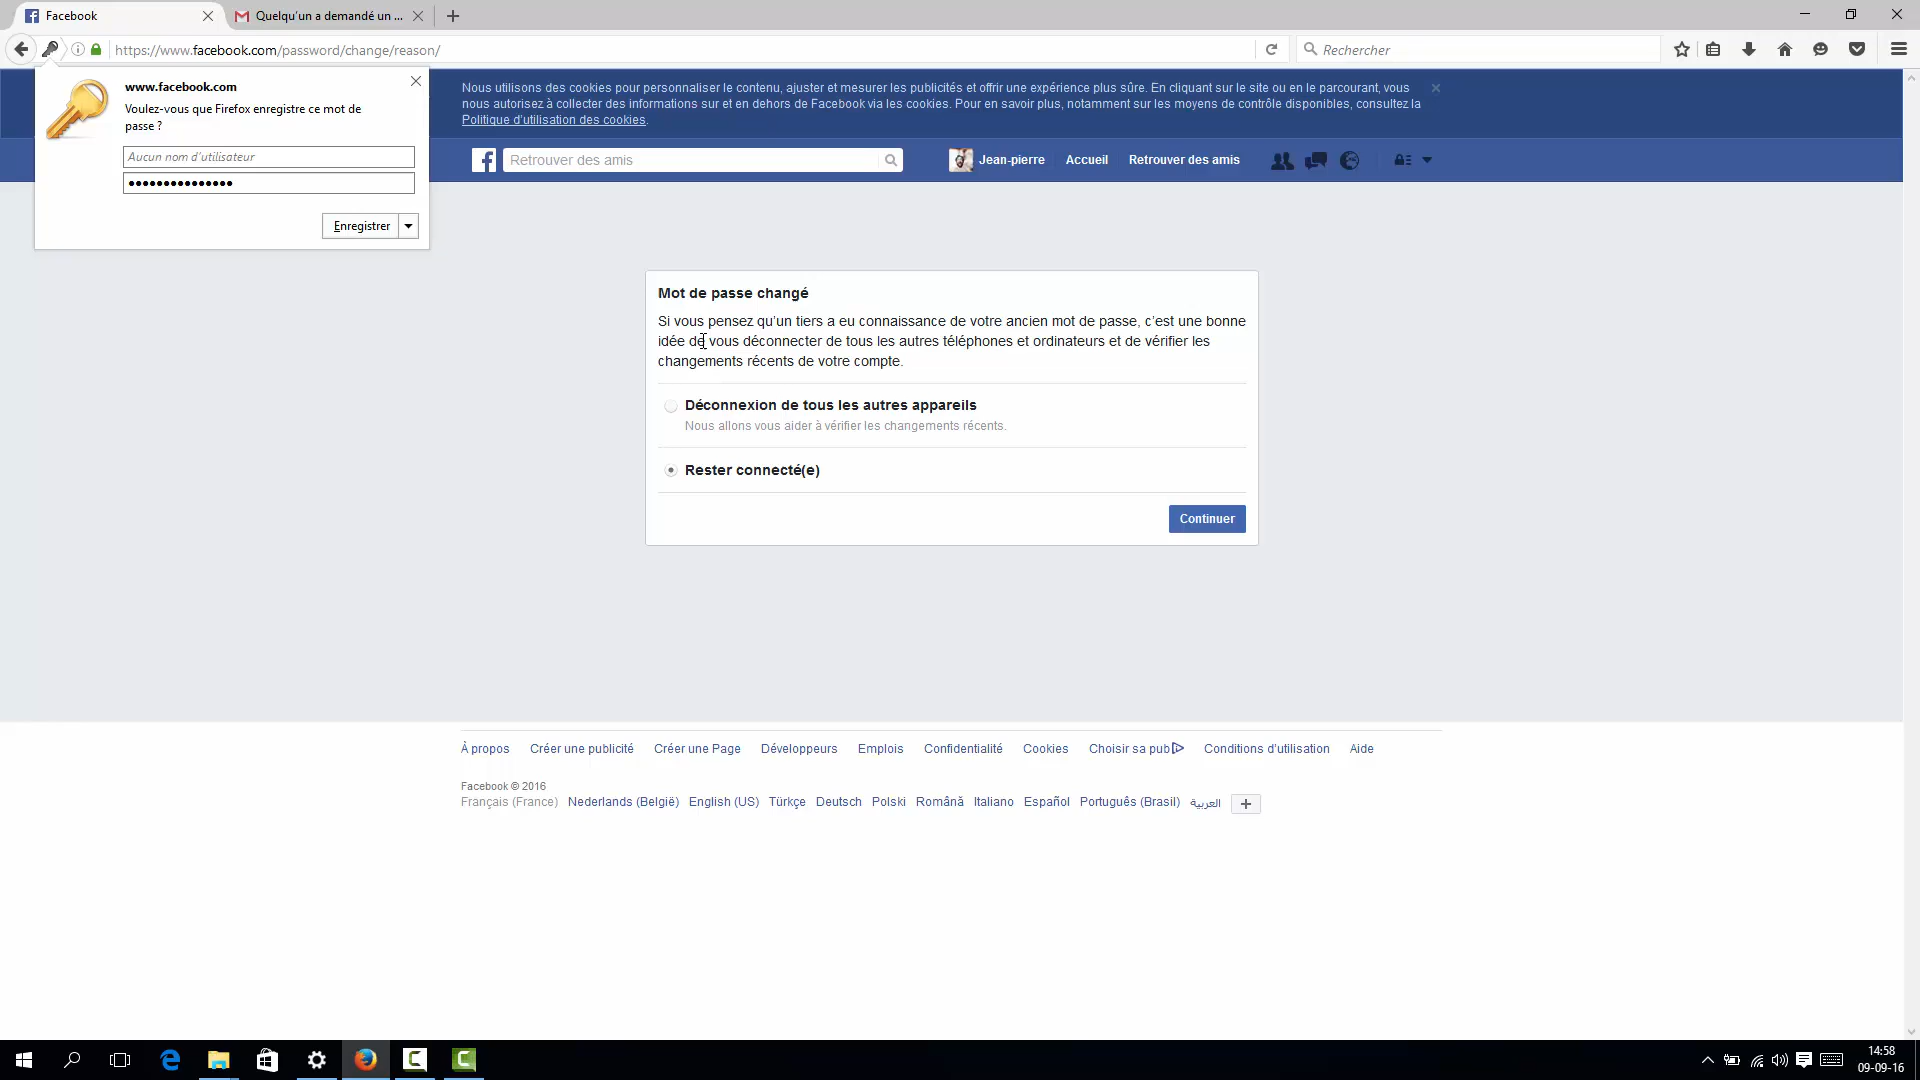 Facebook
Quelqu'un a demandé un ...
https://www.facebook.com/password/change/reason/
Rechercher
www.facebook.com
Voulez-vous que Firefox enregistre ce mot de
passe ?
Aucun nom d'utilisateur
Enregistrer
Nous utilisons des cookies pour personnaliser le contenu, ajuster et mesurer les publicités et offrir une expérience plus sûre. En cliquant sur le site ou en le parcourant, vous
nous autorisez à collecter des informations sur et en dehors de Facebook via les cookies. Pour en savoir plus, notamment sur les moyens de contrôle disponibles, consultez la
Politique d'utilisation des cookies.
Retrouver des amis
Jean-pierre
Accueil
Retrouver des amis
Mot de passe changé
Si vous pensez qu'un tiers a eu connaissance de votre ancien mot de passe, c'est une bonne
idée de vous déconnecter de tous les autres téléphones et ordinateurs et de vérifier les
changements récents de votre compte.
Déconnexion de tous les autres appareils
Nous allons vous aider à vérifier les changements récents.
Rester connecté(e)
Continuer
À propos Créer une publicité Créer une Page Développeurs Emplois Confidentialité Cookies Choisir sa pub Conditions d'utilisation Aide
Facebook © 2016
Français (France) Nederlands (België) English (US) Türkçe Deutsch Polski Română Italiano Español Português (Brasil) العربية
14:58
09-09-16